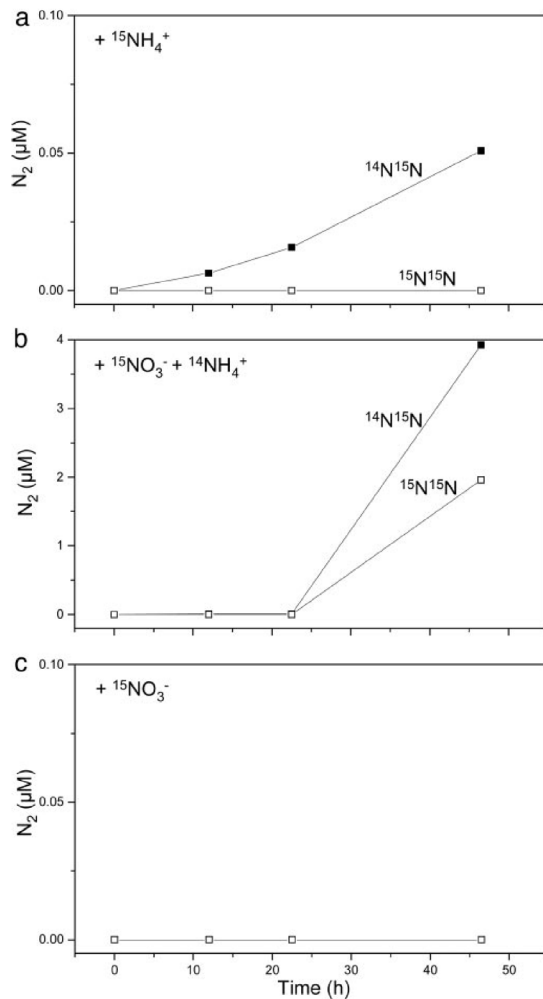 a
+ ¹⁵NH₄⁺
0.10
0.05
0.00
N₂ (µM)
¹⁴N¹⁵N
¹⁵N¹⁵N
b
+ ¹⁵NO₃⁻ + ¹⁴NH₄⁺
4
3
2
1
0
N₂ (µM)
¹⁴N¹⁵N
¹⁵N¹⁵N
c
+ ¹⁵NO₃⁻
0.10
0.05
0.00
N₂ (µM)
0 10 20 30 40 50
Time (h)